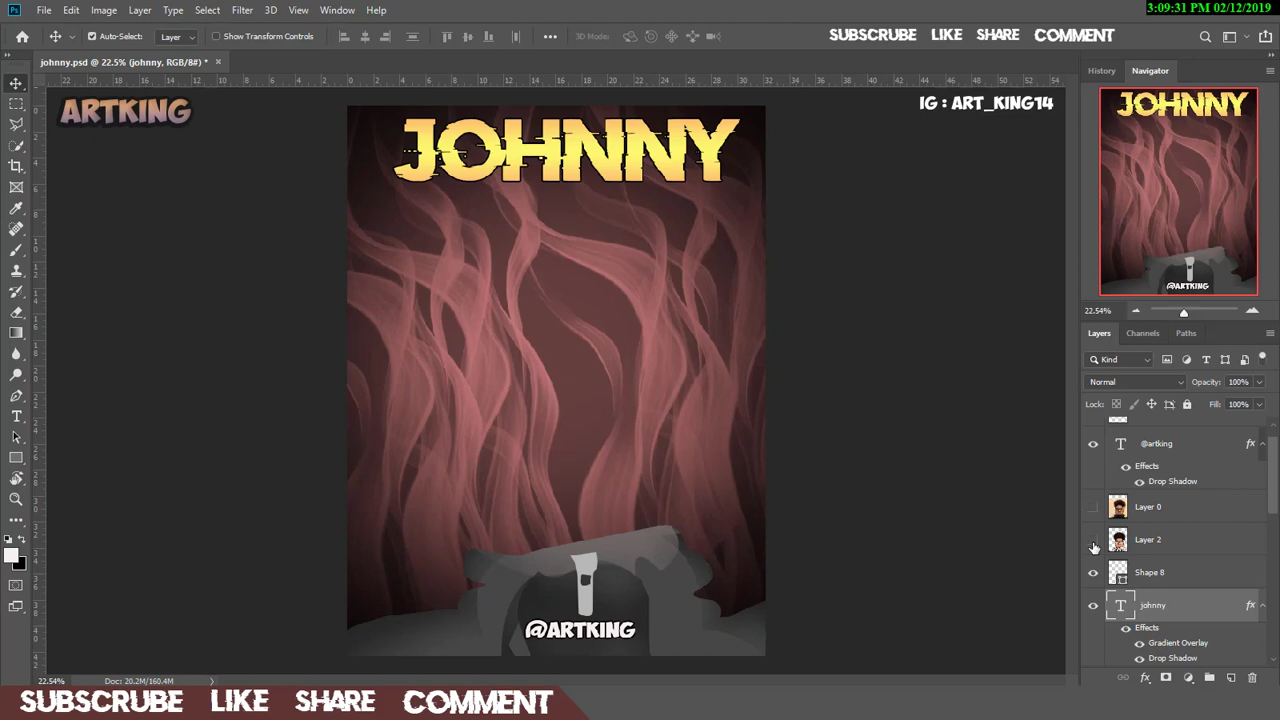 3:09:31 PM 02/12/2019
Ps File Edit Image Layer Type Select Filter 3D View Window Help
Auto-Select: Layer Show Transform Controls 3D Mode:
SUBSCRUBE LIKE SHARE COMMENT
johnny.psd @ 22.5% (johnny, RGB/8#) *
History Navigator
ARTKING
IG : ART_KING14
JOHNNY
JOHNNY
@ARTKING
22.54%
Layers Channels Paths
Kind
Normal Opacity: 100%
Lock: Fill: 100%
T @artking fx
Effects
Drop Shadow
Layer 0
Layer 2
Shape 8
T johnny fx
Effects
Gradient Overlay
Drop Shadow
@ARTKING
22.54% Doc: 20.2M/160.4M
SUBSCRUBE LIKE SHARE COMMENT